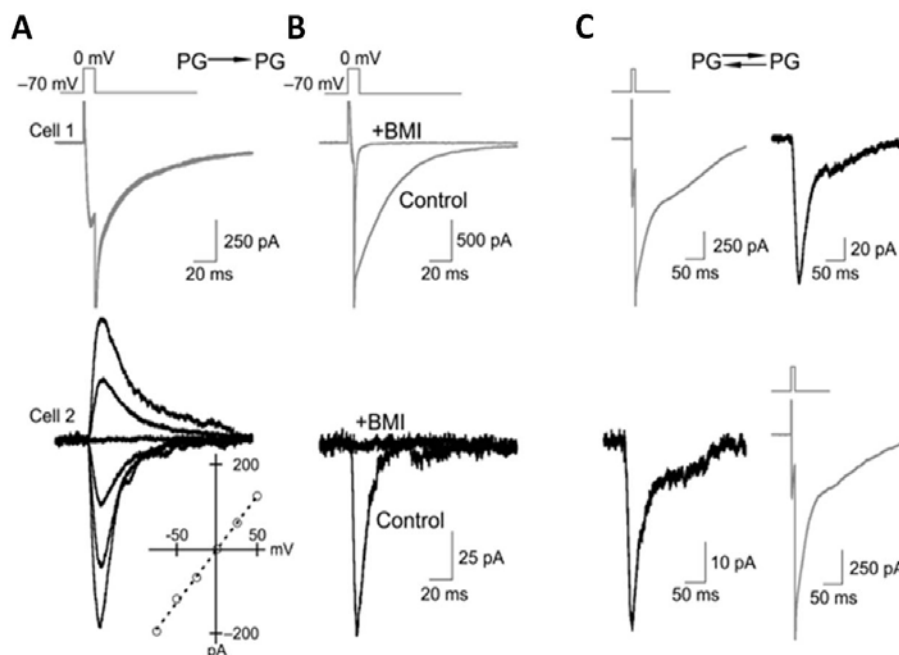 A
0 mV
PG → PG
–70 mV
Cell 1
250 pA
20 ms
Cell 2
200
-50
50
mV
–200
pA
B
0 mV
–70 mV
+BMI
Control
500 pA
20 ms
+BMI
Control
25 pA
20 ms
C
PG ⇄ PG
250 pA
50 ms
20 pA
50 ms
10 pA
50 ms
250 pA
50 ms